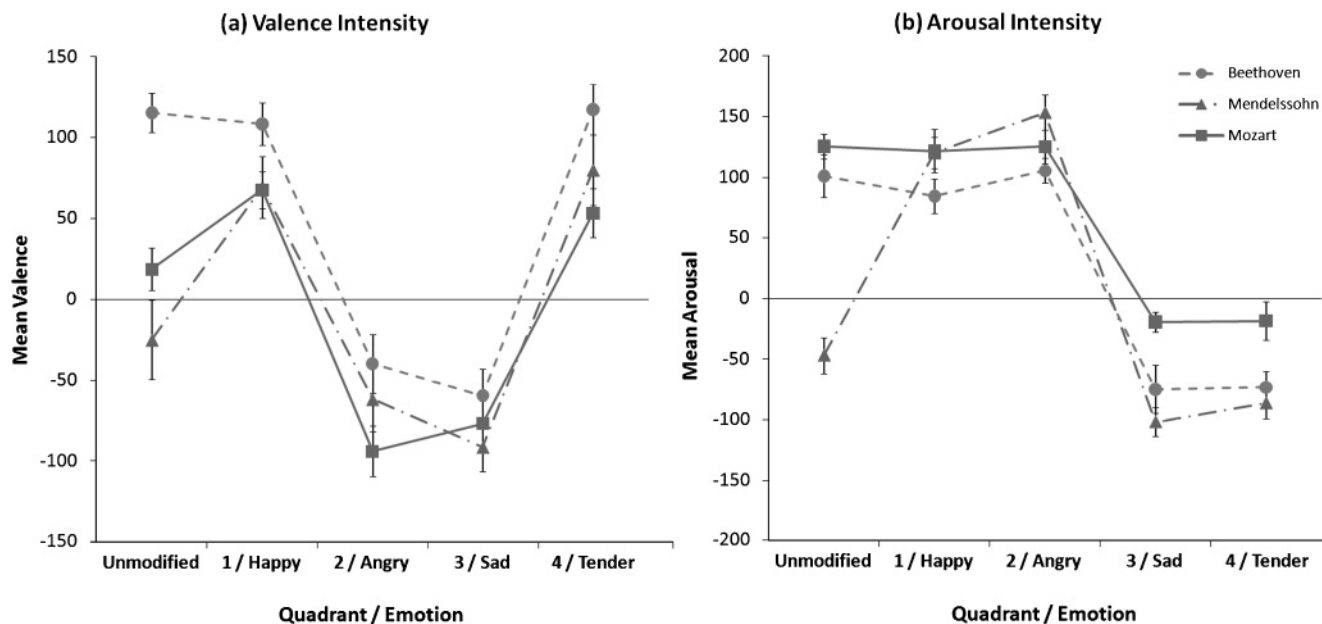 (a) Valence Intensity
150
100
50
0
-50
-100
-150
Mean Valence
Unmodified
1 / Happy
2 / Angry
3 / Sad
4 / Tender
Quadrant / Emotion
(b) Arousal Intensity
200
150
100
50
0
-50
-100
-150
-200
Mean Arousal
Unmodified
1 / Happy
2 / Angry
3 / Sad
4 / Tender
Quadrant / Emotion
Beethoven
Mendelssohn
Mozart